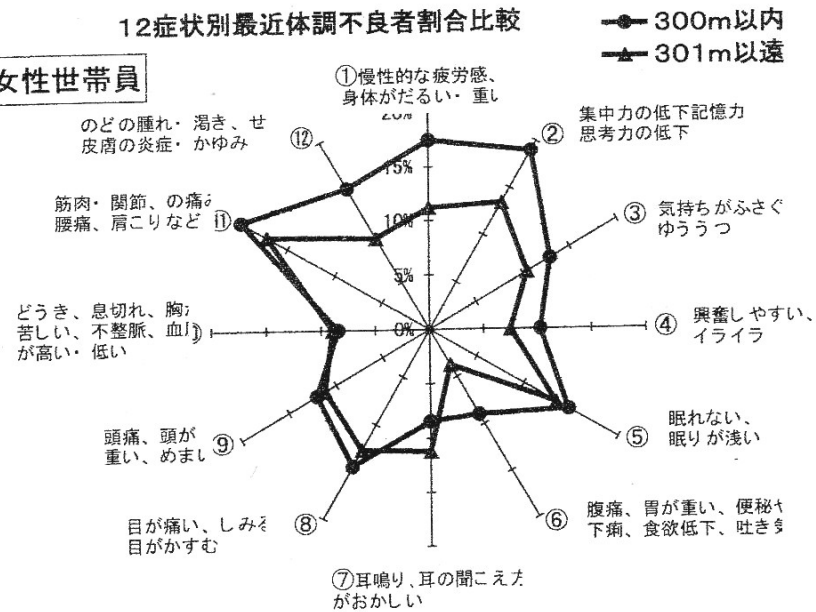 12症状別最近体調不良者割合比較
300m以内
301m以遠
女性世帯員
①慢性的な疲労感、
身体がだるい・重い
20%
15%
10%
5%
0%
②
集中力の低下記憶力
思考力の低下
③
気持ちがふさぐ
ゆううつ
④
興奮しやすい、
イライラ
⑤
眠れない、
眠りが浅い
⑥
腹痛、胃が重い、便秘や
下痢、食欲低下、吐き気
⑦耳鳴り、耳の聞こえ方
がおかしい
⑧
目が痛い、しみる
目がかすむ
⑨
頭痛、頭が
重い、めまい
どうき、息切れ、胸
苦しい、不整脈、血
が高い・低い
⑪
筋肉・関節、の痛み
腰痛、肩こりなど
⑫
のどの腫れ・渇き、せ
皮膚の炎症・かゆみ